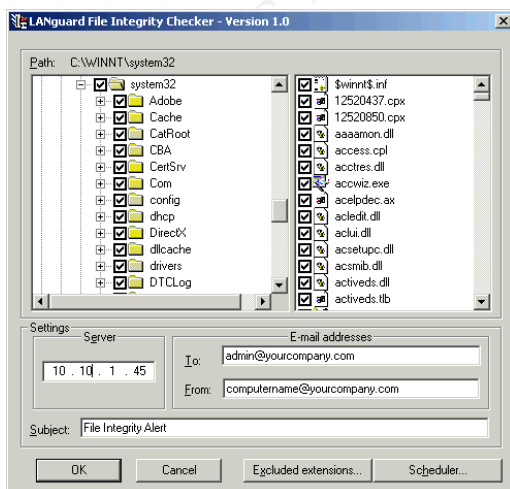 LANguard File Integrity Checker - Version 1.0
Path: C:\WINNT\system32
system32
Adobe
Cache
CatRoot
CBA
CertSrv
Com
config
dhcp
DirectX
dllcache
drivers
DTCLog
$winnt$.inf
12520437.cpx
12520850.cpx
aaaamon.dll
access.cpl
acctres.dll
accwiz.exe
acelpdec.ax
acledit.dll
aclui.dll
acsetupc.dll
acsmib.dll
activeds.dll
activeds.tlb
Settings
Server
10 . 10 . 1 . 45
E-mail addresses
To: admin@yourcompany.com
From: computername@yourcompany.com
Subject: File Integrity Alert
OK Cancel Excluded extensions... Scheduler...